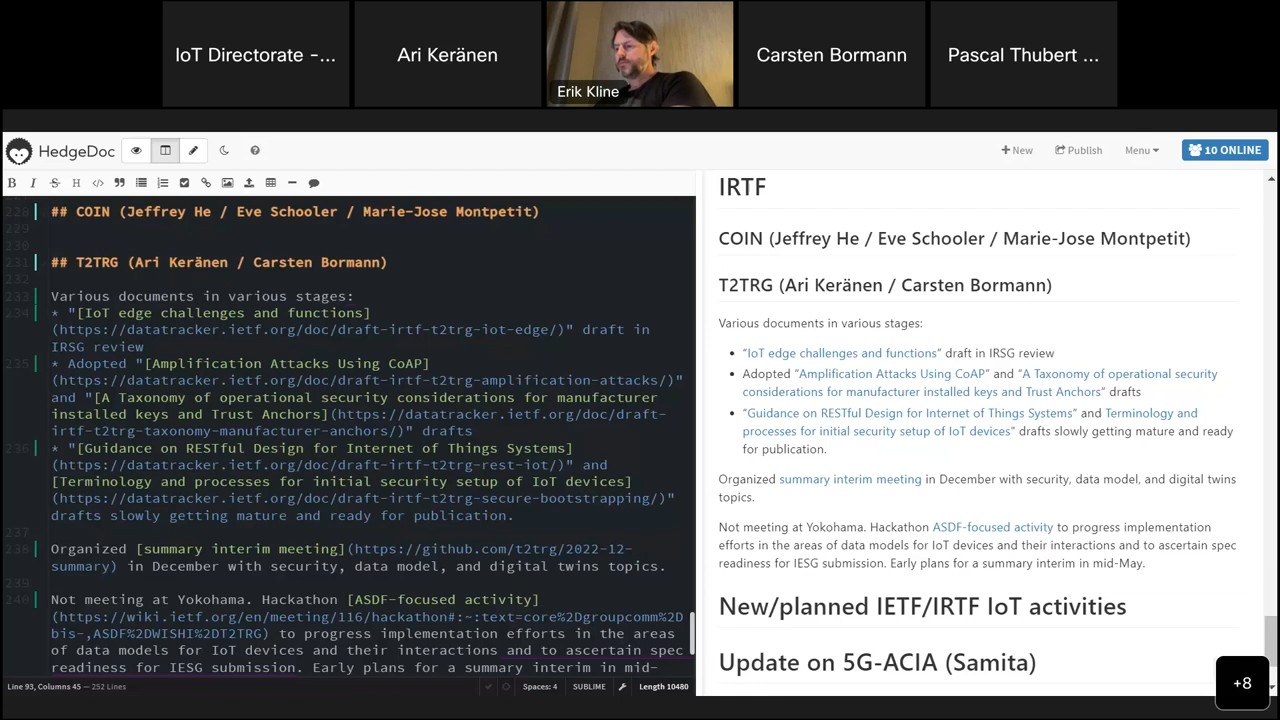 IoT Directorate -...
Ari Keränen
Erik Kline
Carsten Bormann
Pascal Thubert ...
HedgeDoc
New
Publish
Menu
10 ONLINE
228 ## COIN (Jeffrey He / Eve Schooler / Marie-Jose Montpetit)
229
230
231 ## T2TRG (Ari Keränen / Carsten Bormann)
232
233 Various documents in various stages:
234 * "[IoT edge challenges and functions]
(https://datatracker.ietf.org/doc/draft-irtf-t2trg-iot-edge/)" draft in
IRSG review
235 * Adopted "[Amplification Attacks Using CoAP]
(https://datatracker.ietf.org/doc/draft-irtf-t2trg-amplification-attacks/)"
and "[A Taxonomy of operational security considerations for manufacturer
installed keys and Trust Anchors](https://datatracker.ietf.org/doc/draft-
irtf-t2trg-taxonomy-manufacturer-anchors/)" drafts
236 * "[Guidance on RESTful Design for Internet of Things Systems]
(https://datatracker.ietf.org/doc/draft-irtf-t2trg-rest-iot/)" and
[Terminology and processes for initial security setup of IoT devices]
(https://datatracker.ietf.org/doc/draft-irtf-t2trg-secure-bootstrapping/)"
drafts slowly getting mature and ready for publication.
237
238 Organized [summary interim meeting](https://github.com/t2trg/2022-12-
summary) in December with security, data model, and digital twins topics.
239
240 Not meeting at Yokohama. Hackathon [ASDF-focused activity]
(https://wiki.ietf.org/en/meeting/116/hackathon#:~:text=core%2Dgroupcomm%2D
bis-,ASDF%2DWISHI%2DT2TRG) to progress implementation efforts in the areas
of data models for IoT devices and their interactions and to ascertain spec
readiness for IESG submission. Early plans for a summary interim in mid-
Line 93, Columns 45 — 252 Lines
Spaces: 4
SUBLIME
Length 10480
IRTF
COIN (Jeffrey He / Eve Schooler / Marie-Jose Montpetit)
T2TRG (Ari Keränen / Carsten Bormann)
Various documents in various stages:
• “IoT edge challenges and functions” draft in IRSG review
• Adopted “Amplification Attacks Using CoAP” and “A Taxonomy of operational security
considerations for manufacturer installed keys and Trust Anchors” drafts
• “Guidance on RESTful Design for Internet of Things Systems” and Terminology and
processes for initial security setup of IoT devices” drafts slowly getting mature and ready
for publication.
Organized summary interim meeting in December with security, data model, and digital twins
topics.
Not meeting at Yokohama. Hackathon ASDF-focused activity to progress implementation
efforts in the areas of data models for IoT devices and their interactions and to ascertain spec
readiness for IESG submission. Early plans for a summary interim in mid-May.
New/planned IETF/IRTF IoT activities
Update on 5G-ACIA (Samita)
+8